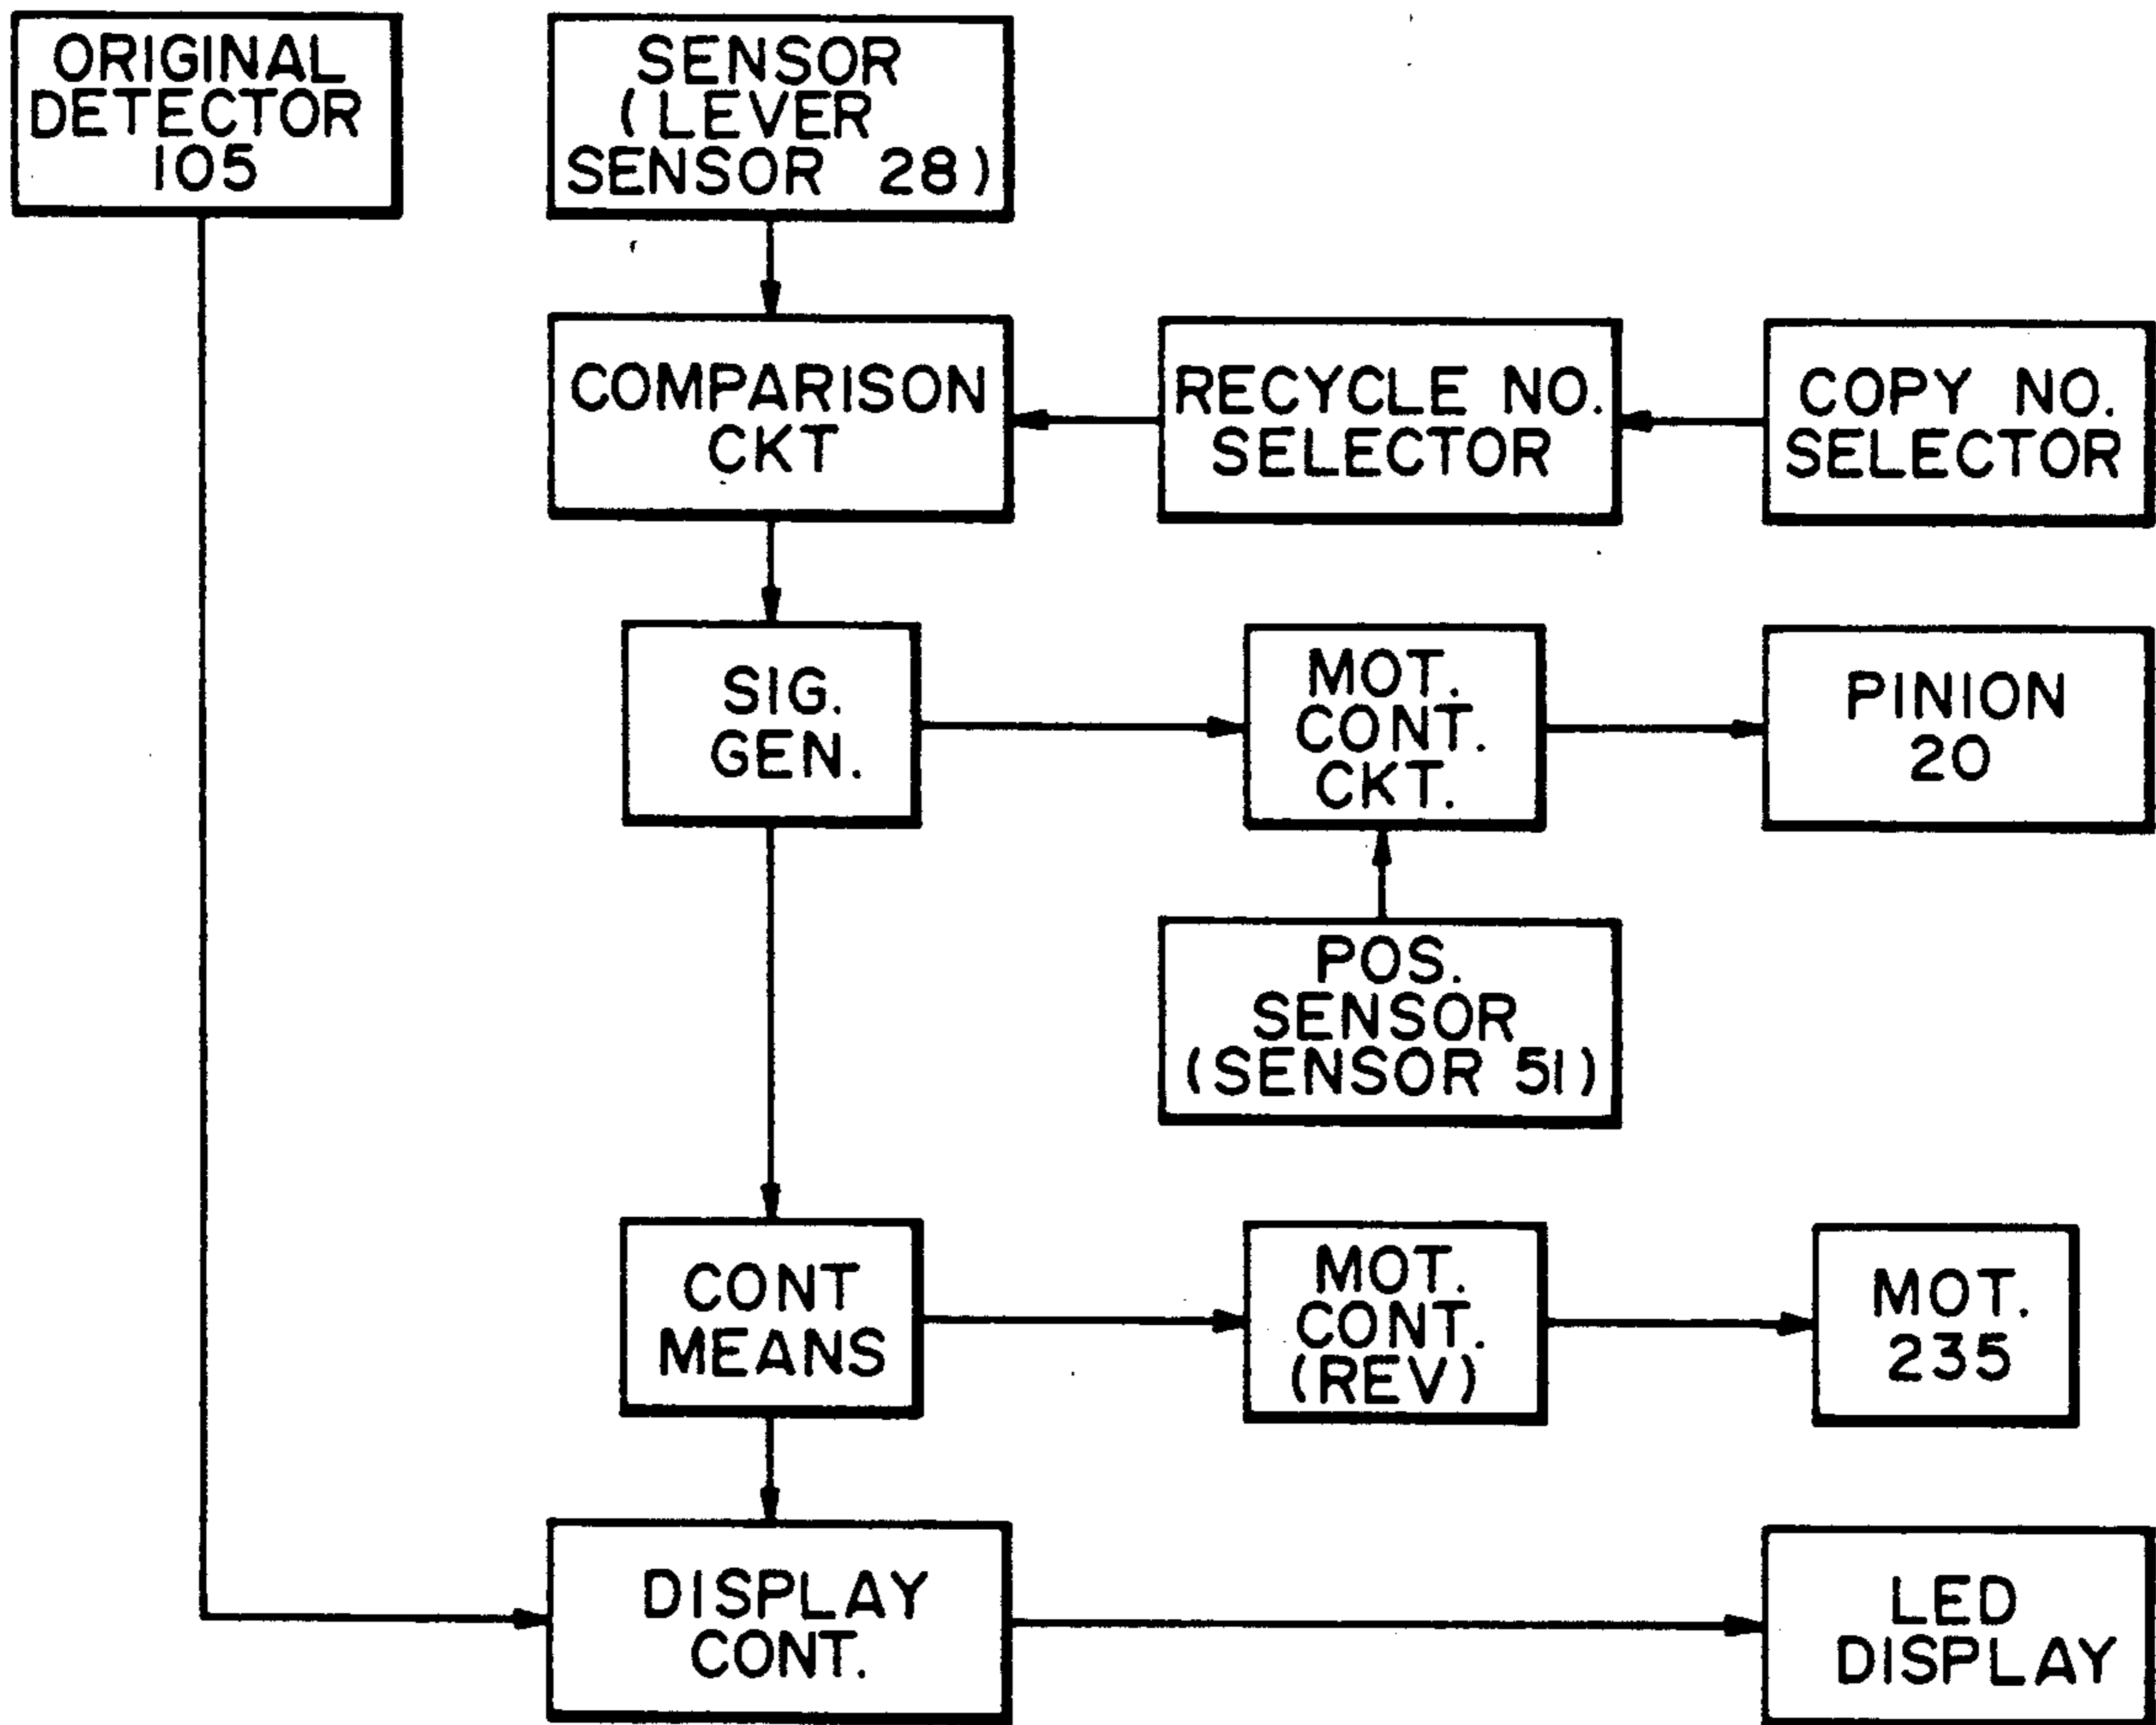 ORIGINAL
DETECTOR
105
SENSOR
(LEVER
SENSOR 28)
COMPARISON
CKT
RECYCLE NO.
SELECTOR
COPY NO.
SELECTOR
SIG.
GEN.
MOT.
CONT.
CKT.
PINION
20
POS.
SENSOR
(SENSOR 51)
CONT
MEANS
MOT.
CONT.
(REV)
MOT.
235
DISPLAY
CONT.
LED
DISPLAY